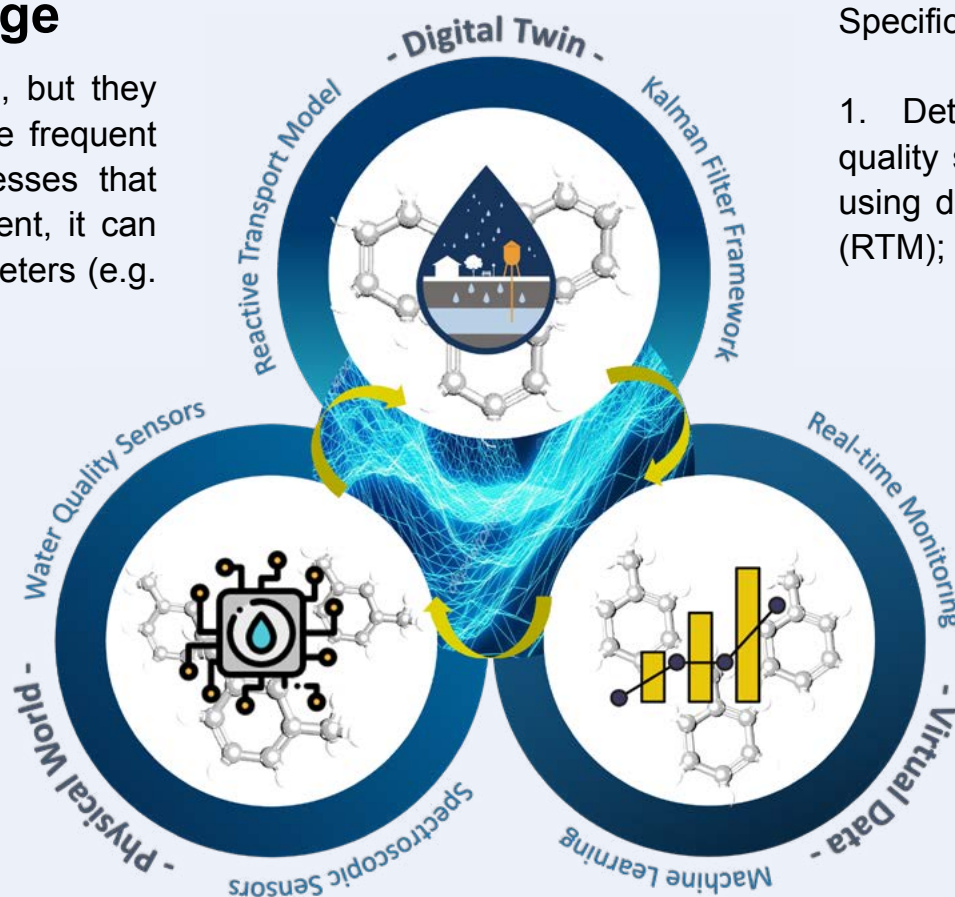 ge
, but they
e frequent
esses that
ent, it can
eters (e.g.
- Digital Twin -
Reactive Transport Model
Kalman Filter Framework
Specific
1. Det
quality s
using d
(RTM);
Water Quality Sensors
- Physical World -
Spectroscopic Sensors
Real-time Monitoring
- Virtual Data -
Machine Learning